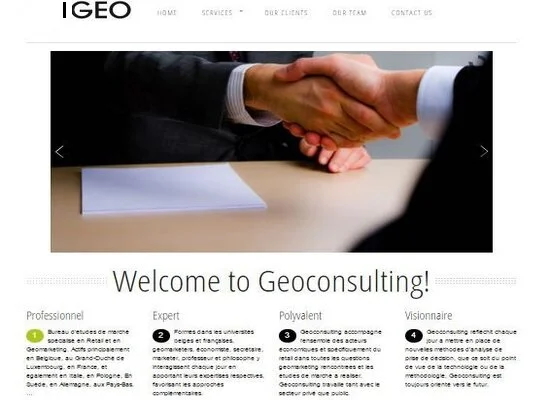 IGEO
HOME SERVICES OUR CLIENTS OUR TEAM CONTACT US
Welcome to Geoconsulting!
Professionnel
1 Bureau d'études de marché
spécialisé en Retail et en
Geomarketing. Actifs principalement
en Belgique, au Grand-Duché de
Luxembourg, en France, et
également en Italie, en Pologne, En
Suède, en Allemagne, aux Pays-Bas.
...
Expert
2 Formés dans les universités
belges et françaises,
géomarketers, économiste, secrétaire,
marketer, professeur et philosophe y
interagissent chaque jour en
apportant leurs expertises respectives,
favorisant les approches
complémentaires.
Polyvalent
3 Geoconsulting accompagne
l'ensemble des acteurs
économiques et spécifiquement du
retail dans toutes les questions
géomarketing rencontrées et les
études de marché à réaliser.
Geoconsulting travaille tant avec le
secteur privé que public.
Visionnaire
4 Geoconsulting réfléchit chaque
jour à mettre en place de
nouvelles méthodes d'analyse de
prise de décision, que ce soit du point
de vue de la technologie ou de la
méthodologie, Geoconsulting est
toujours orienté vers le futur.